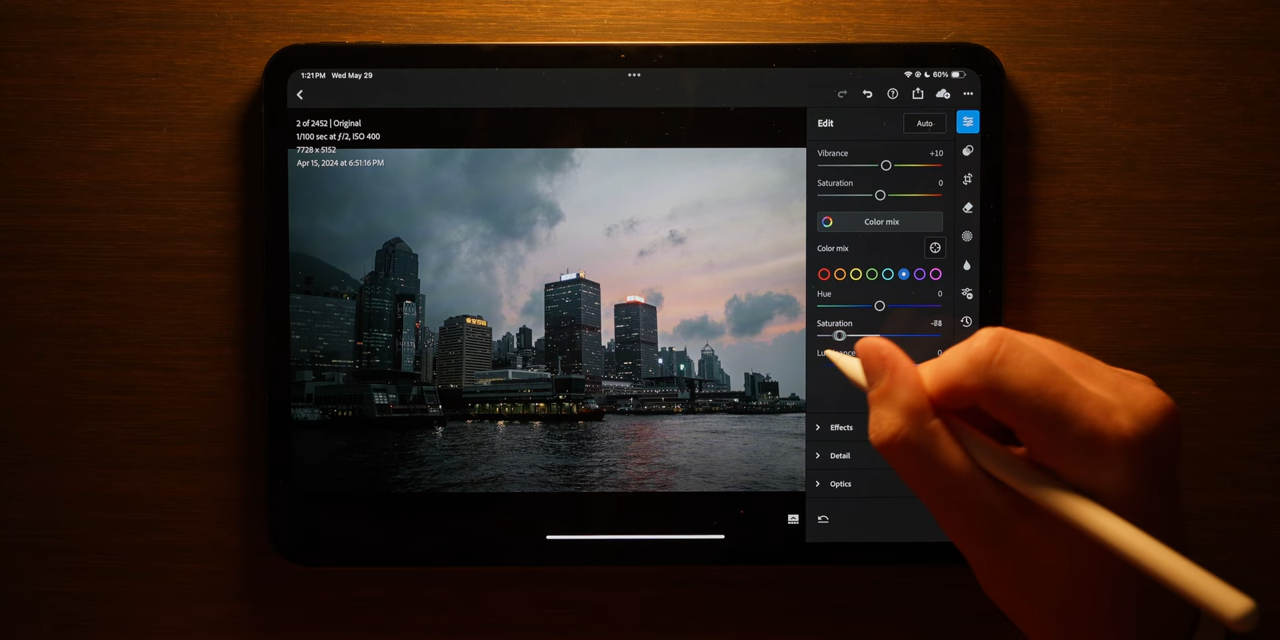 1:21PM Wed May 29
60%
2 of 2452 | Original
1/100 sec at ƒ/2, ISO 400
7728 x 5152
Apr 15, 2024 at 6:51:16 PM
Edit
Auto
Vibrance +10
Saturation 0
Color mix
Color mix
Hue 0
Saturation -88
Luminance 0
Effects
Detail
Optics